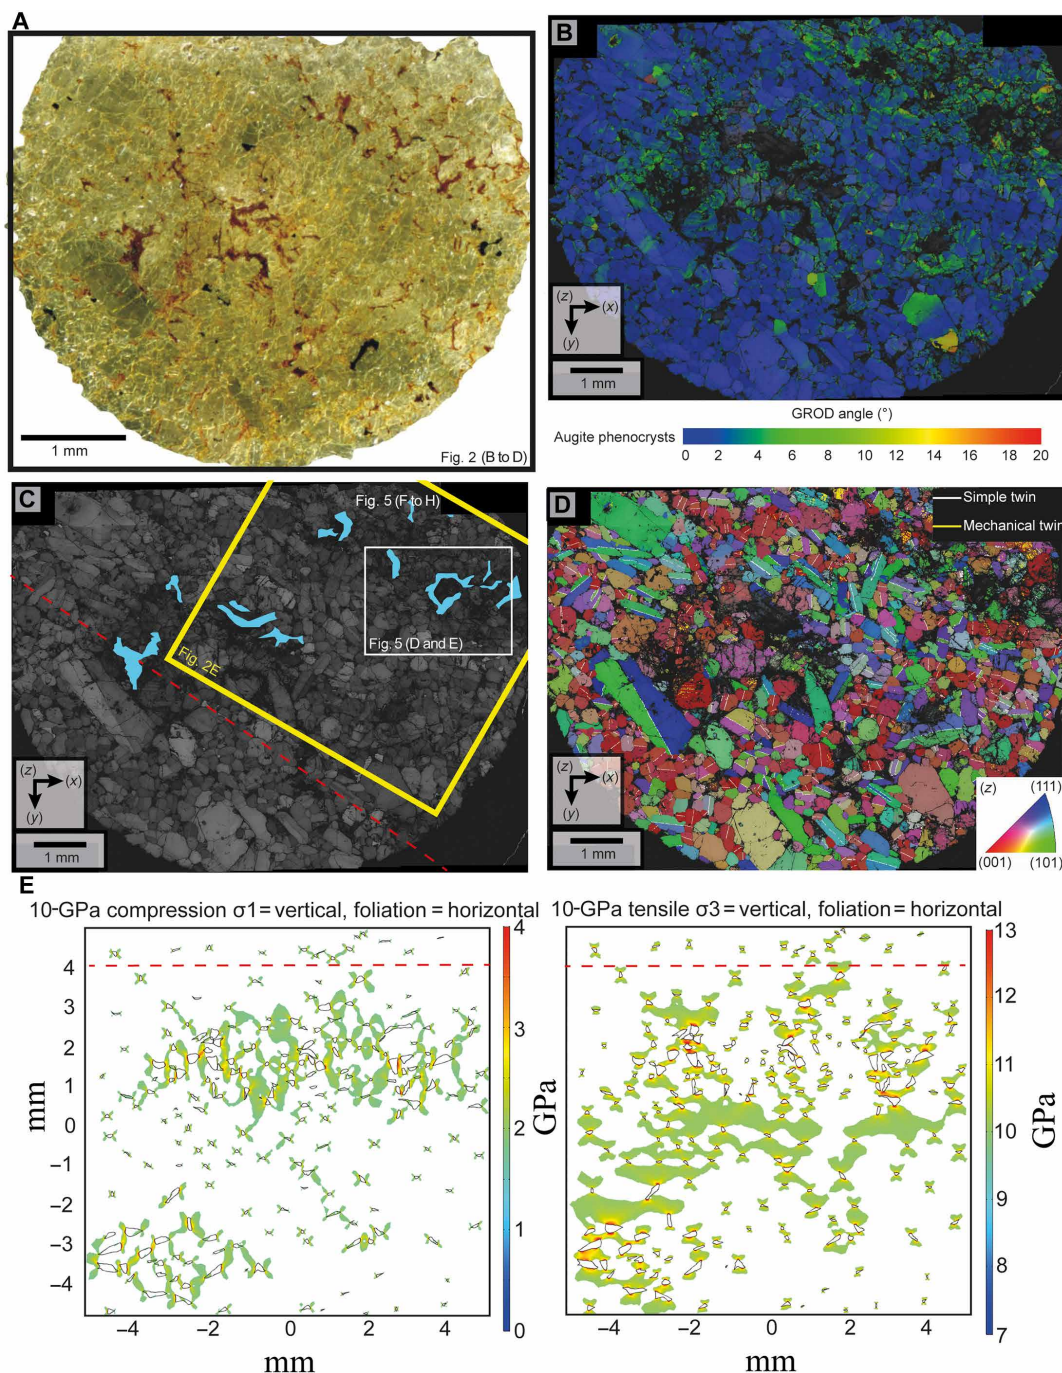 A
1 mm
Fig. 2 (B to D)
B
(z)
(x)
(y)
1 mm
GROD angle (°)
Augite phenocrysts
0 2 4 6 8 10 12 14 16 18 20
C
Fig. 5 (F to H)
Fig. 5 (D and E)
Fig. 2E
(z)
(x)
(y)
1 mm
D
Simple twin
Mechanical twin
(z)
(x)
(y)
1 mm
(z)
(111)
(001)
(101)
E
10-GPa compression σ1 = vertical, foliation = horizontal
4
3
2
1
0
−1
−2
−3
−4
mm
−4 −2 0 2 4
mm
4
3
2
1
0
GPa
10-GPa tensile σ3 = vertical, foliation = horizontal
−4 −2 0 2 4
mm
13
12
11
10
9
8
7
GPa